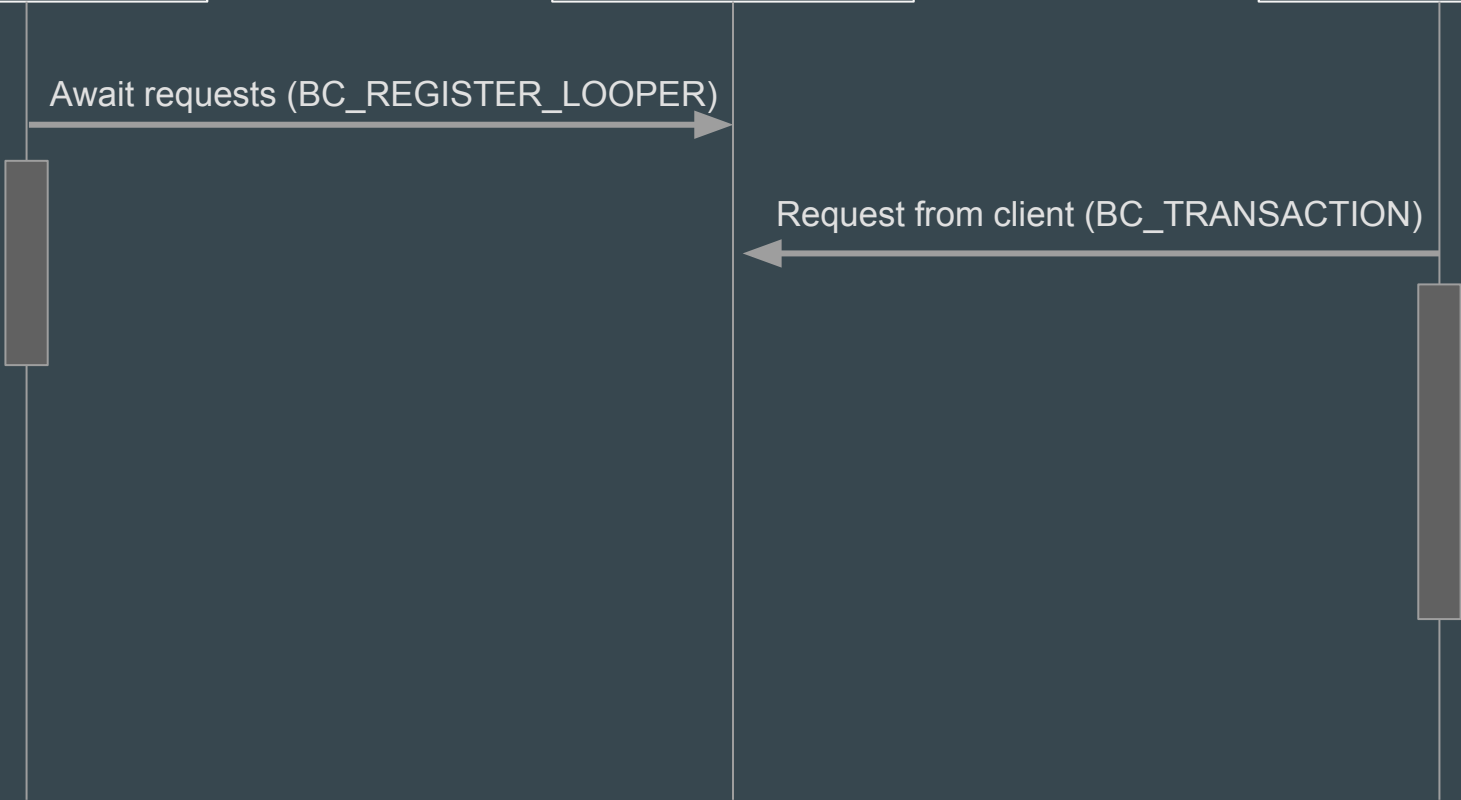 Await requests (BC_REGISTER_LOOPER)
Request from client (BC_TRANSACTION)